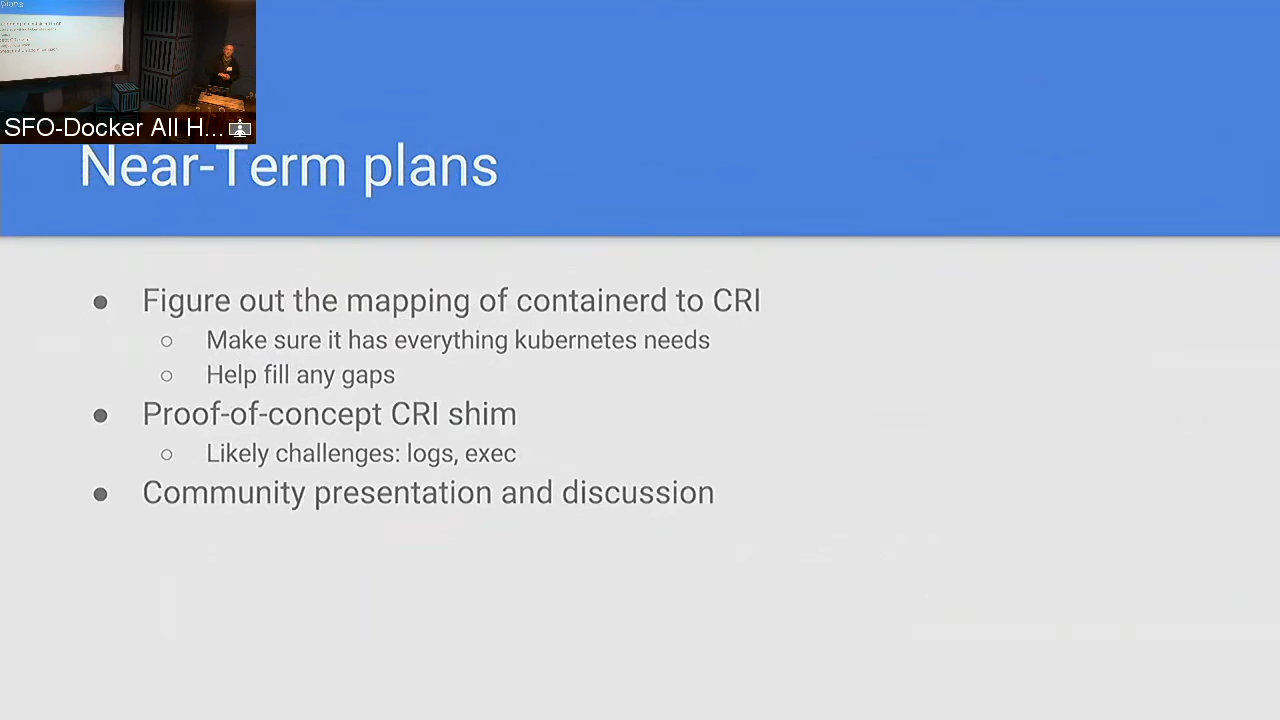 plans
SFO-Docker All H...
Near-Term plans
● Figure out the mapping of containerd to CRI
○ Make sure it has everything kubernetes needs
○ Help fill any gaps
● Proof-of-concept CRI shim
○ Likely challenges: logs, exec
● Community presentation and discussion